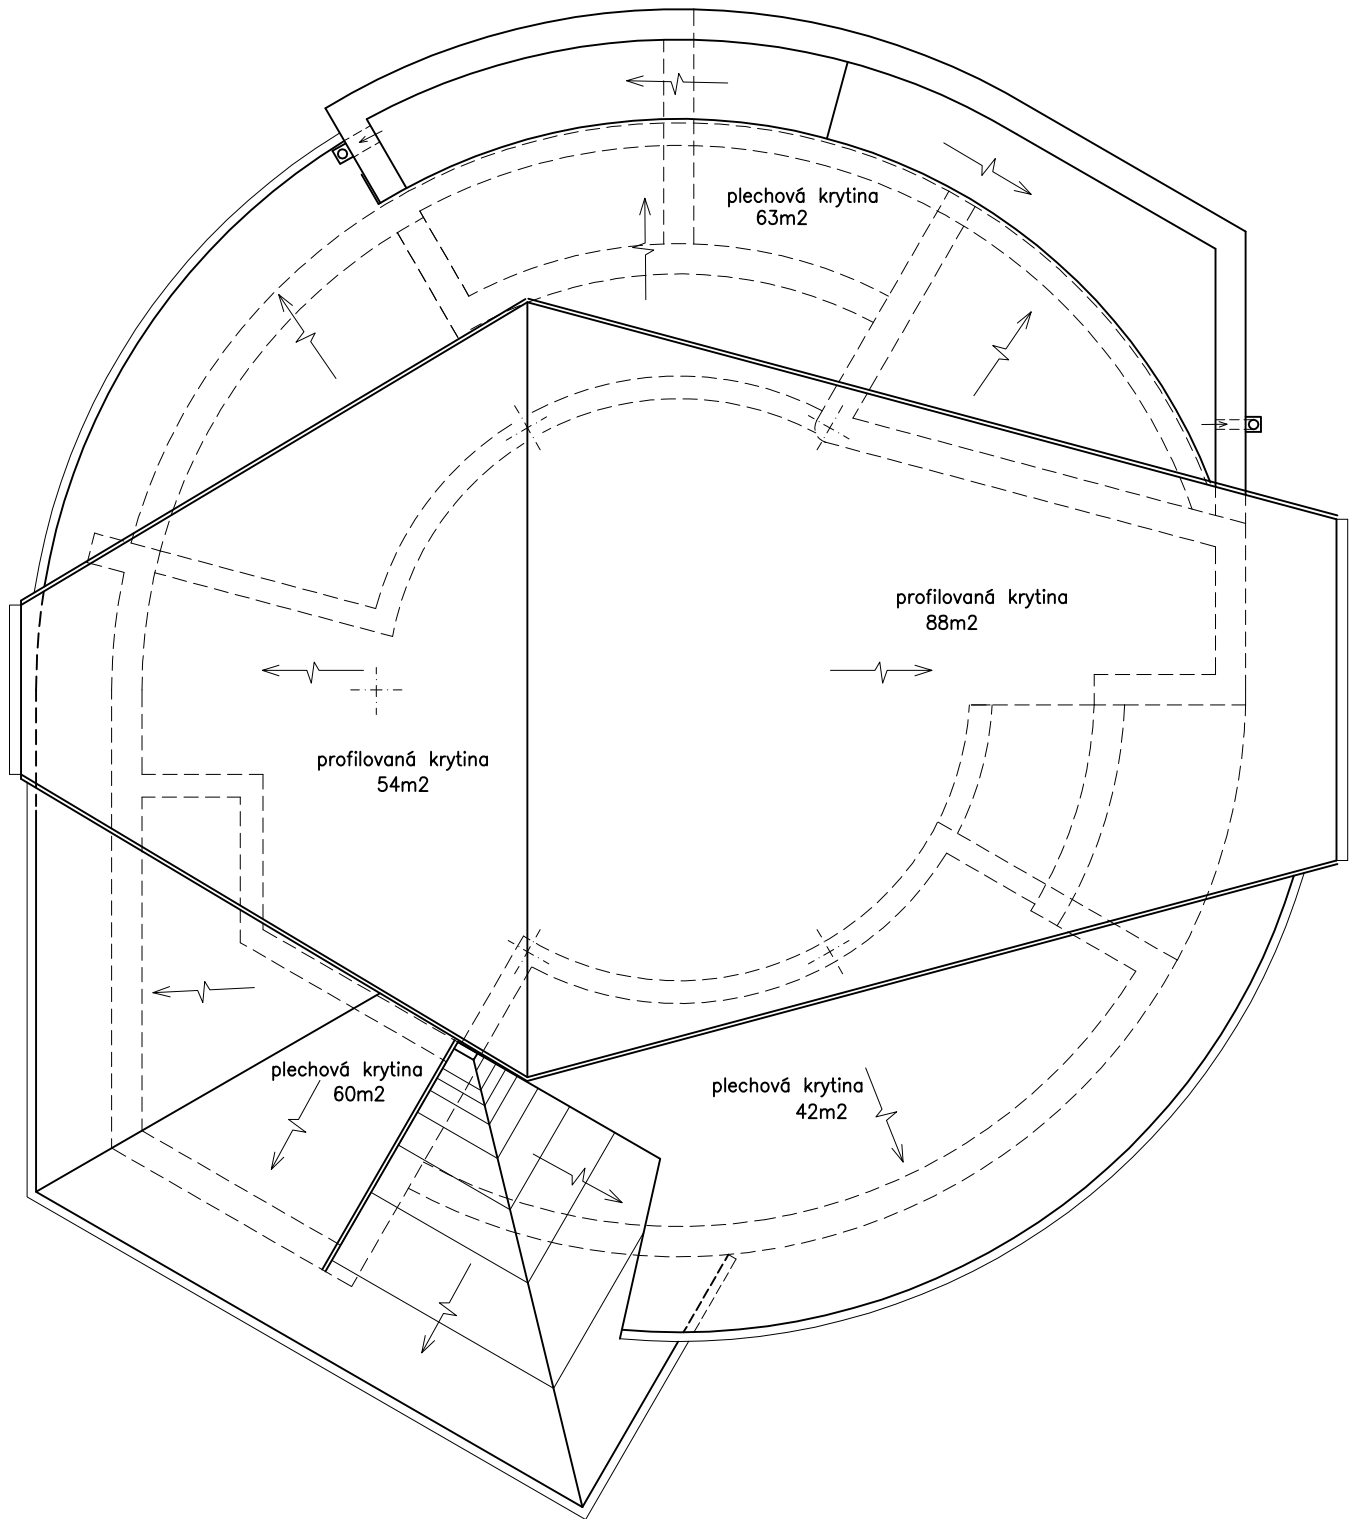 plechová krytina
63m2
profilovaná krytina
88m2
profilovaná krytina
54m2
plechová krytina
60m2
plechová krytina
42m2